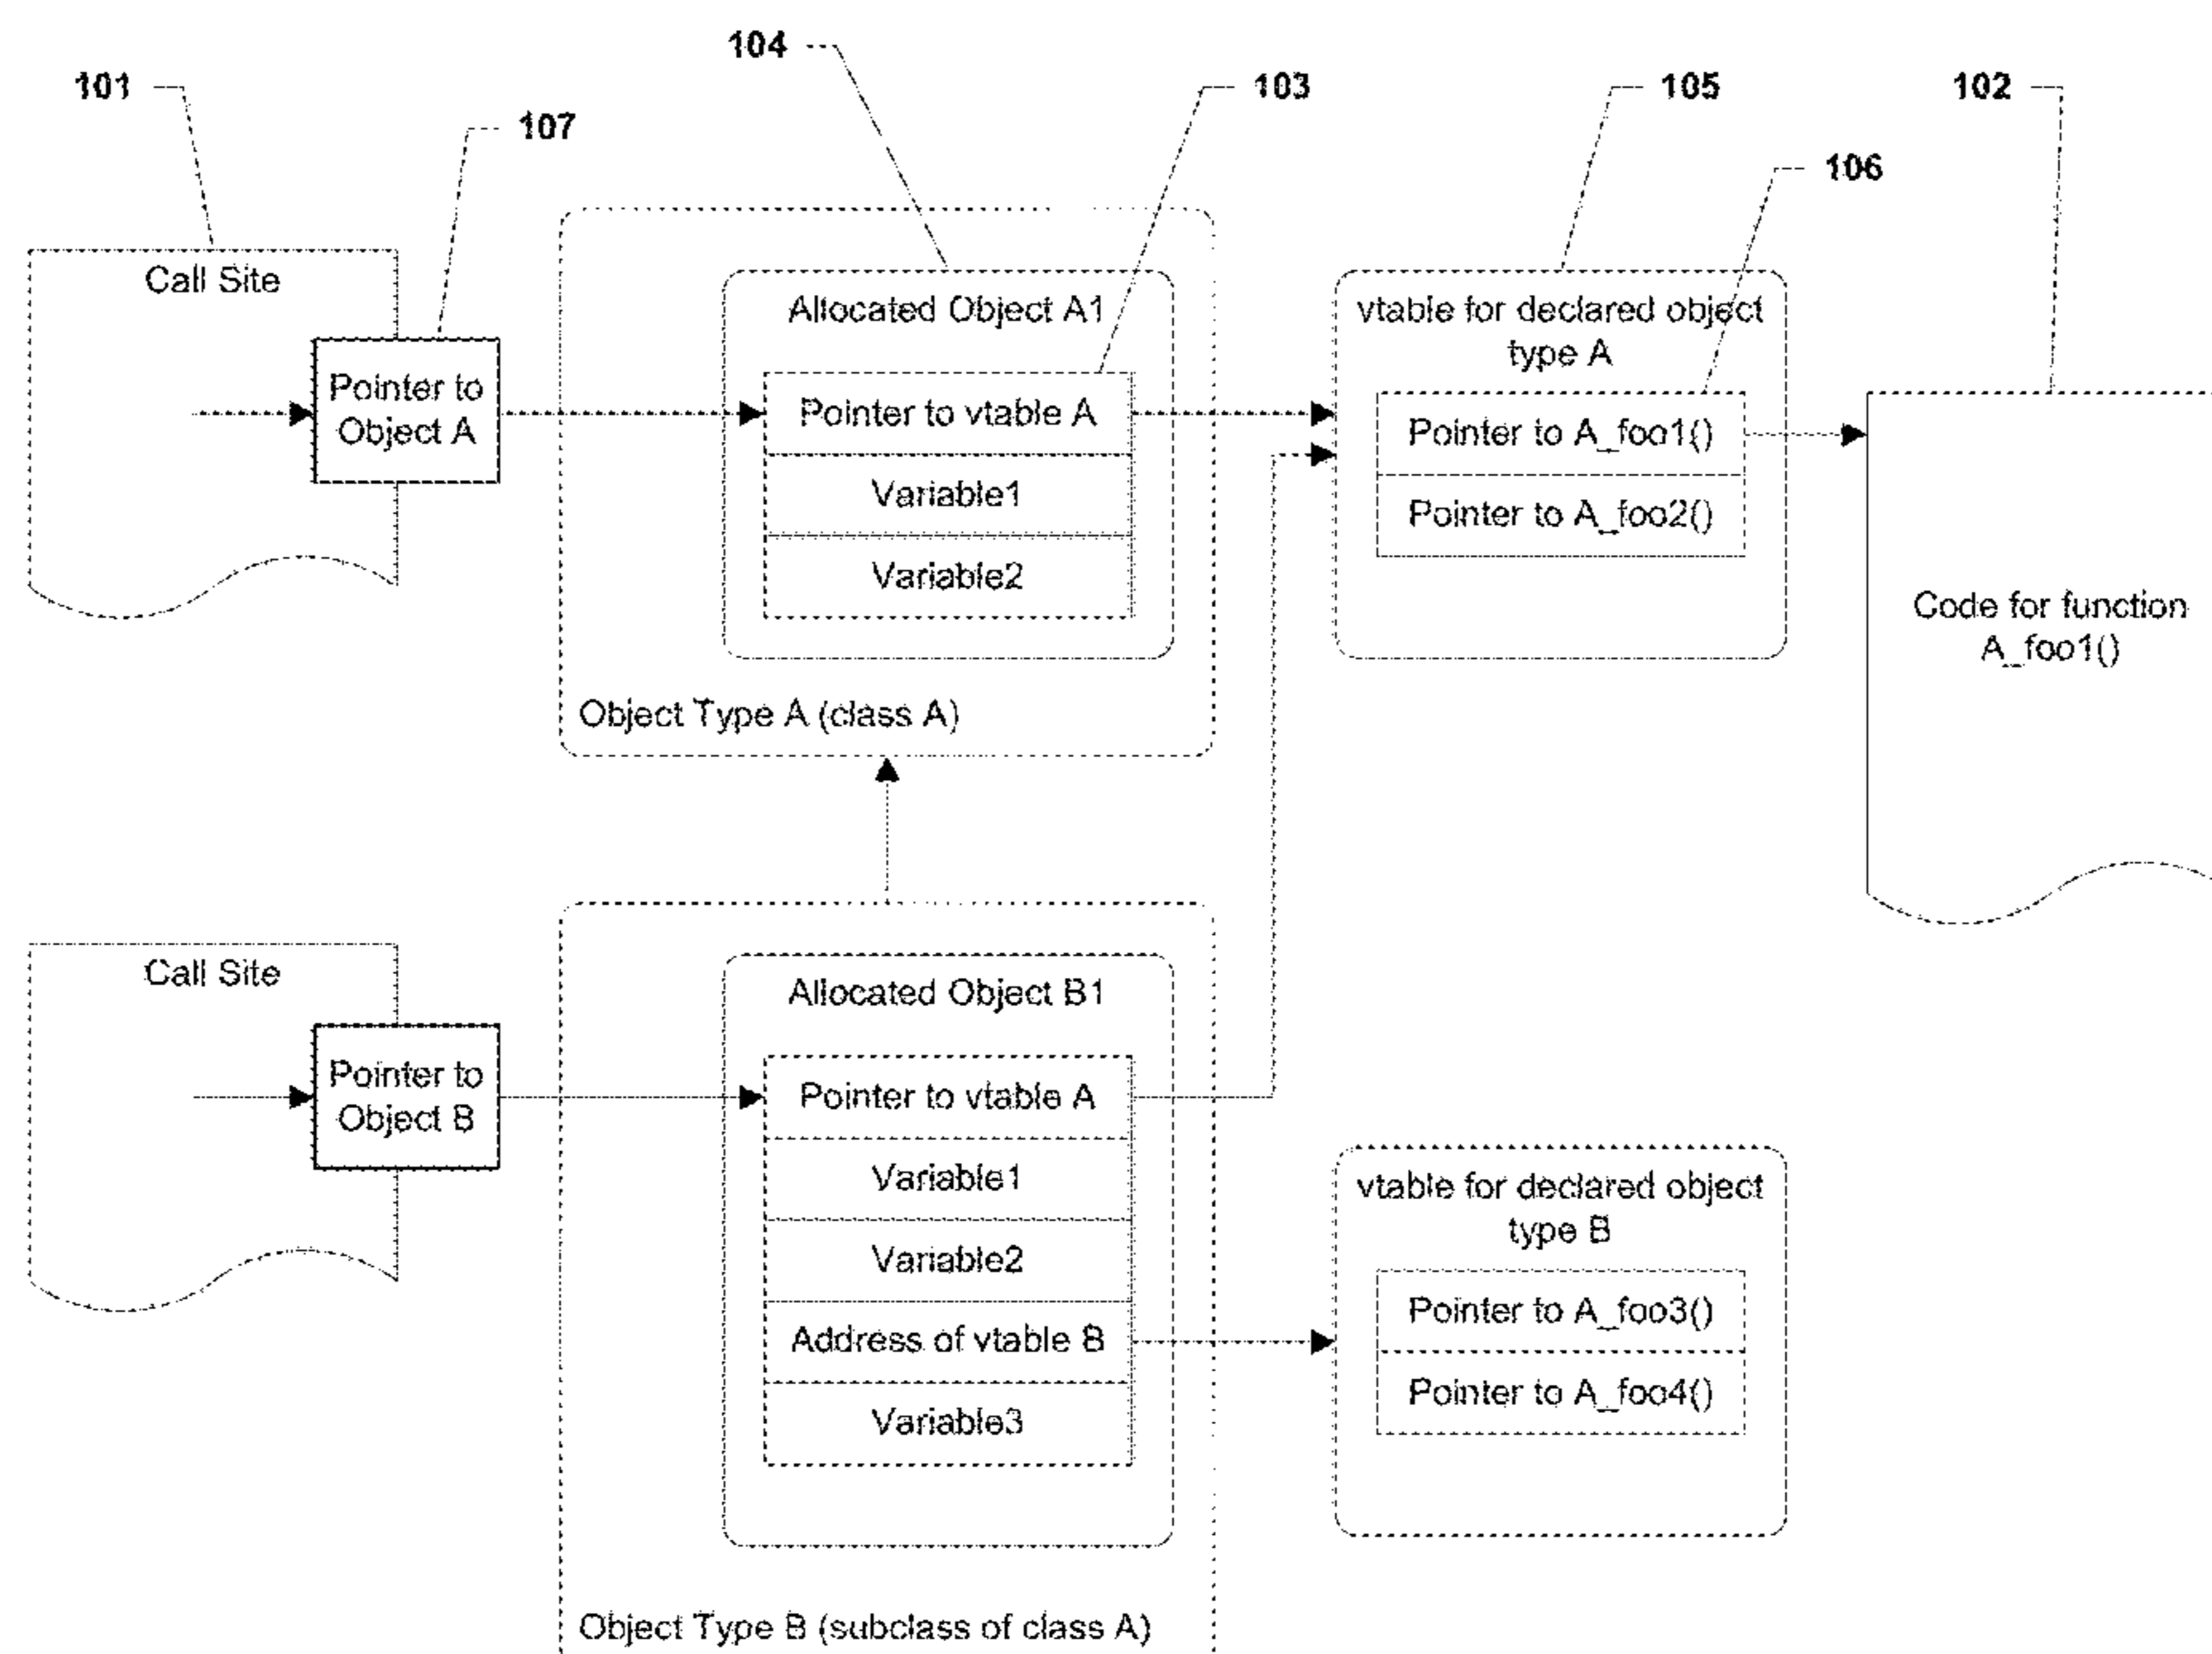 104
101
103
105
102
107
106
Call Site
Pointer to
Object A
Allocated Object A1
Pointer to vtable A
Variable1
Variable2
Object Type A (class A)
vtable for declared object
type A
Pointer to A_foo1()
Pointer to A_foo2()
Code for function
A_foo1()
Call Site
Pointer to
Object B
Allocated Object B1
Pointer to vtable A
Variable1
Variable2
Address of vtable B
Variable3
Object Type B (subclass of class A)
vtable for declared object
type B
Pointer to A_foo3()
Pointer to A_foo4()